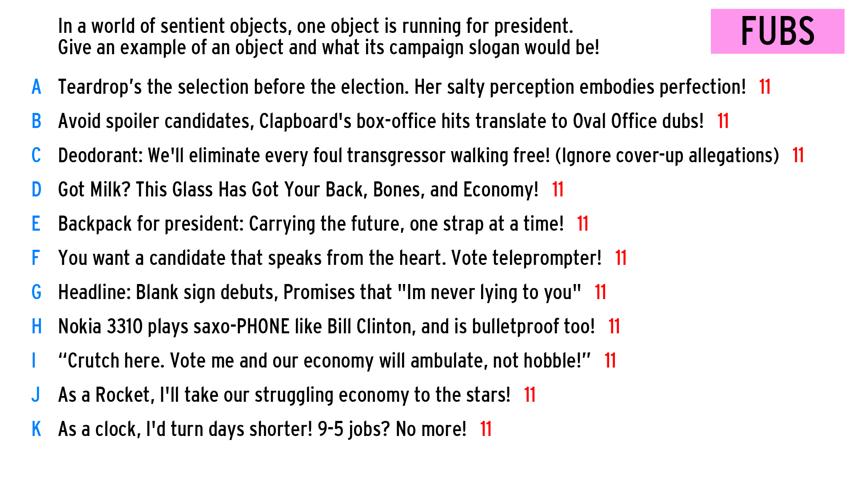 In a world of sentient objects, one object is running for president.
Give an example of an object and what its campaign slogan would be!
FUBS
A Teardrop's the selection before the election. Her salty perception embodies perfection! 11
B Avoid spoiler candidates, Clapboard's box-office hits translate to Oval Office dubs! 11
C Deodorant: We'll eliminate every foul transgressor walking free! (Ignore cover-up allegations) 11
D Got Milk? This Glass Has Got Your Back, Bones, and Economy! 11
E Backpack for president: Carrying the future, one strap at a time! 11
F You want a candidate that speaks from the heart. Vote teleprompter! 11
G Headline: Blank sign debuts, Promises that "Im never lying to you" 11
H Nokia 3310 plays saxo-PHONE like Bill Clinton, and is bulletproof too! 11
I “Crutch here. Vote me and our economy will ambulate, not hobble!” 11
J As a Rocket, I'll take our struggling economy to the stars! 11
K As a clock, I'd turn days shorter! 9-5 jobs? No more! 11